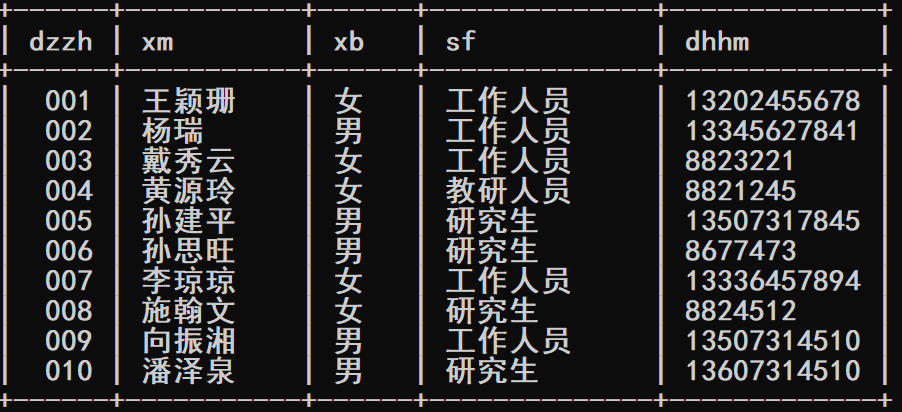 +------+-----------+------+-------------+-------------+
| dzzh | xm        | xb   | sf          | dhhm        |
+------+-----------+------+-------------+-------------+
|  001 | 王颖珊    | 女   | 工作人员    | 13202455678 |
|  002 | 杨瑞      | 男   | 工作人员    | 13345627841 |
|  003 | 戴秀云    | 女   | 工作人员    | 8823221     |
|  004 | 黄源玲    | 女   | 教研人员    | 8821245     |
|  005 | 孙建平    | 男   | 研究生      | 13507317845 |
|  006 | 孙思旺    | 男   | 研究生      | 8677473     |
|  007 | 李琼琼    | 女   | 工作人员    | 13336457894 |
|  008 | 施翰文    | 女   | 研究生      | 8824512     |
|  009 | 向振湘    | 男   | 工作人员    | 13507314510 |
|  010 | 潘泽泉    | 男   | 研究生      | 13607314510 |
+------+-----------+------+-------------+-------------+